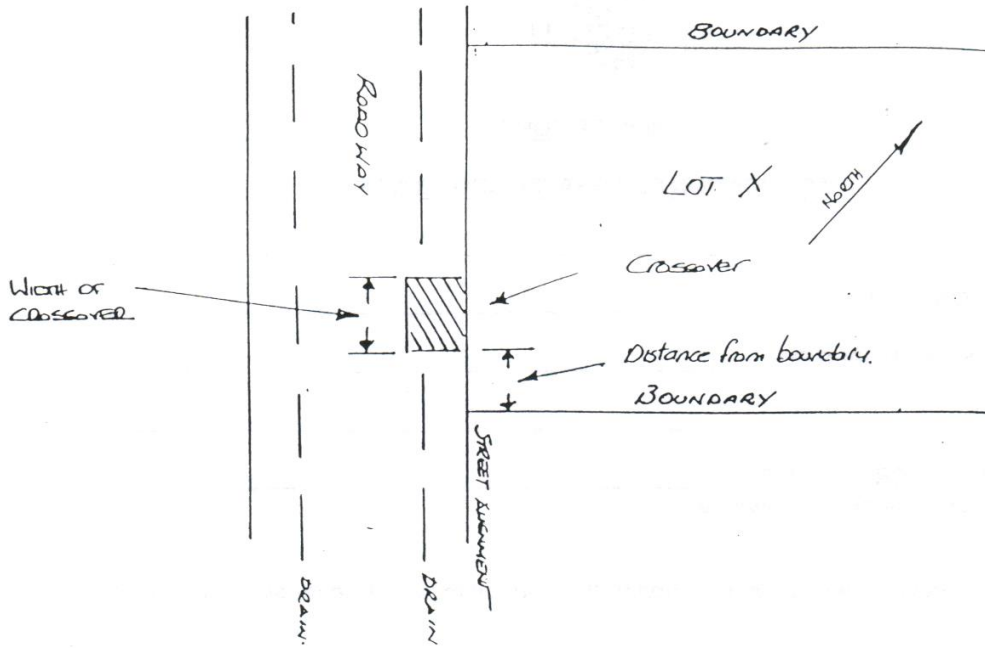 BOUNDARY
ROADWAY
LOT X
NORTH
Crossover
WIDTH OF
CROSSOVER
Distance from boundary.
BOUNDARY
STREET ALIGNMENT
DRAIN.
DRAIN